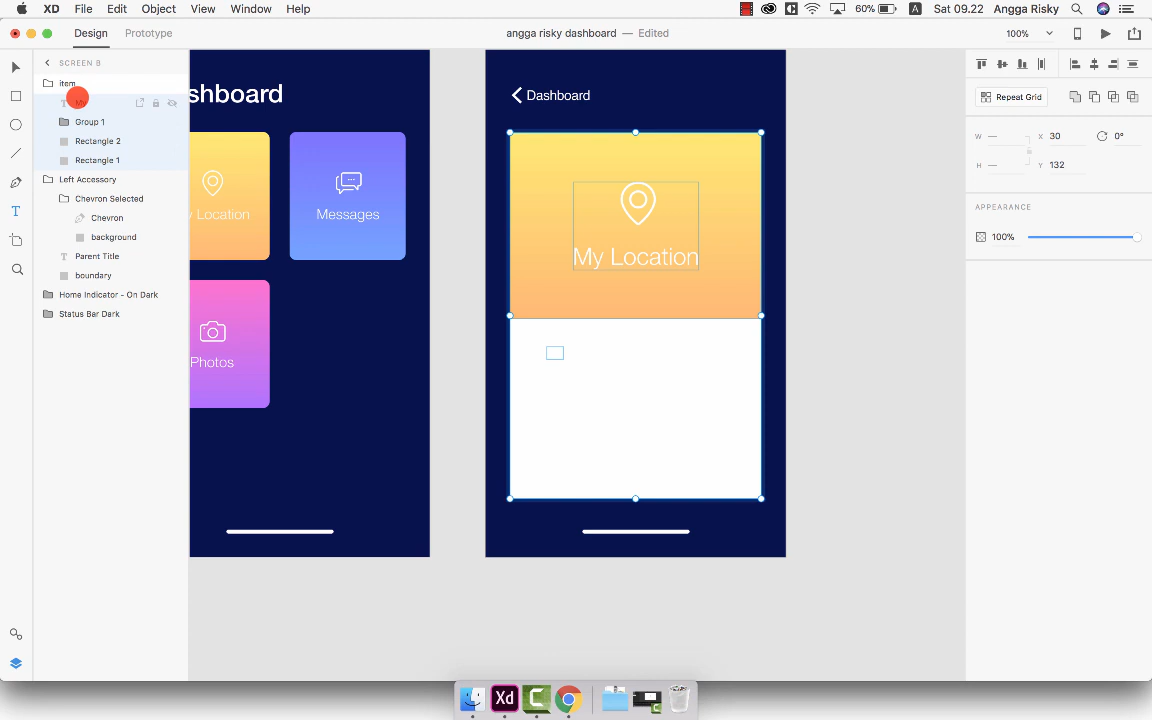 XD File Edit Object View Window Help 60% A Sat 09.22 Angga Risky
Design Prototype angga risky dashboard — Edited 100%
SCREEN B
item
My
Group 1
Rectangle 2
Rectangle 1
Left Accessory
Chevron Selected
Chevron
background
Parent Title
boundary
Home Indicator - On Dark
Status Bar Dark
shboard
y Location
Messages
Photos
Dashboard
My Location
Repeat Grid
W — X 30 0°
H — Y 132
APPEARANCE
100%
Xd C